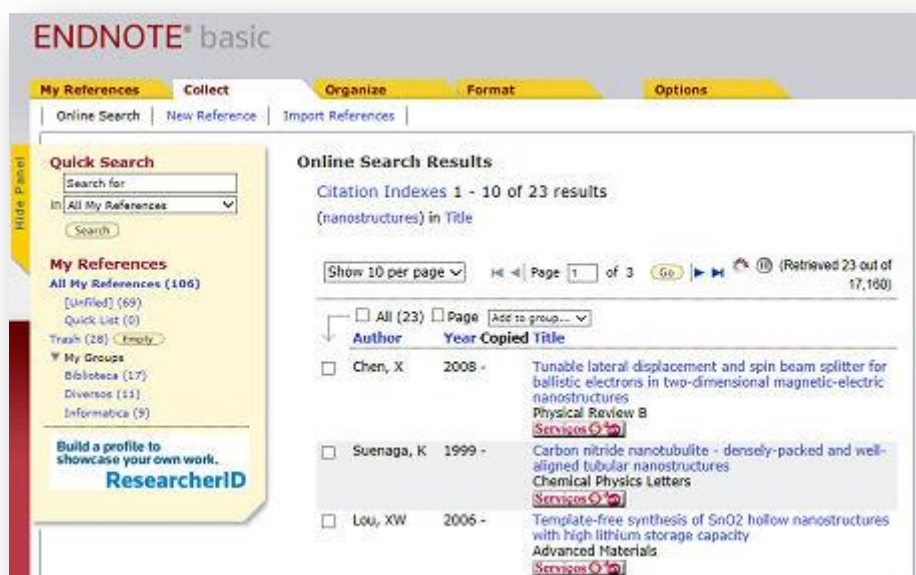 ENDNOTE® basic
My References Collect Organize Format Options
Online Search New Reference Import References
Hide Panel
Quick Search
Search for
in All My References
Search
My References
All My References (106)
[Unfiled] (69)
Quick List (0)
Trash (28) Empty
My Groups
Biblioteca (17)
Diversos (11)
Informatica (9)
Build a profile to
showcase your own work.
ResearcherID
Online Search Results
Citation Indexes 1 - 10 of 23 results
(nanostructures) in Title
Show 10 per page Page 1 of 3 Go (Retrieved 23 out of
17,160)
All (23) Page Add to group...
Author Year Copied Title
Chen, X 2008 - Tunable lateral displacement and spin beam splitter for
ballistic electrons in two-dimensional magnetic-electric
nanostructures
Physical Review B
Serviços
Suenaga, K 1999 - Carbon nitride nanotubulite - densely-packed and well-
aligned tubular nanostructures
Chemical Physics Letters
Serviços
Lou, XW 2006 - Template-free synthesis of SnO2 hollow nanostructures
with high lithium storage capacity
Advanced Materials
Serviços